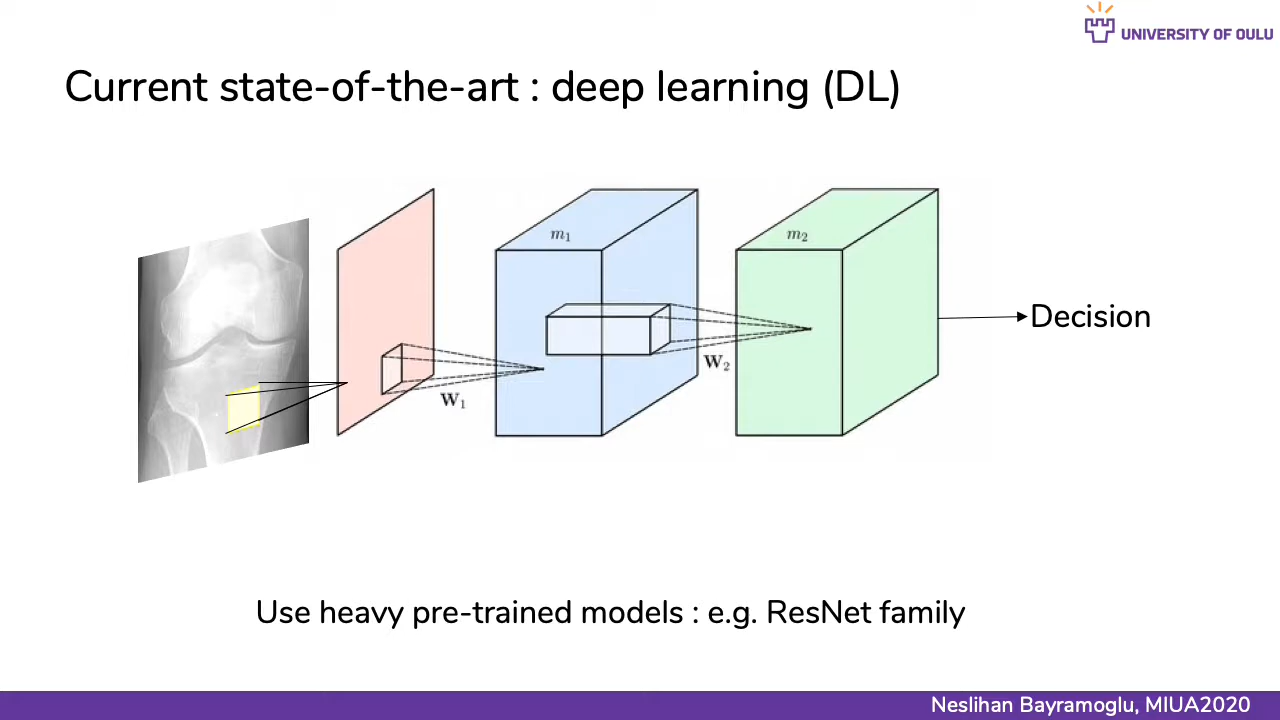 UNIVERSITY OF OULU
Current state-of-the-art : deep learning (DL)
m₁
m₂
W₁
W₂
Decision
Use heavy pre-trained models : e.g. ResNet family
Neslihan Bayramoglu, MIUA2020